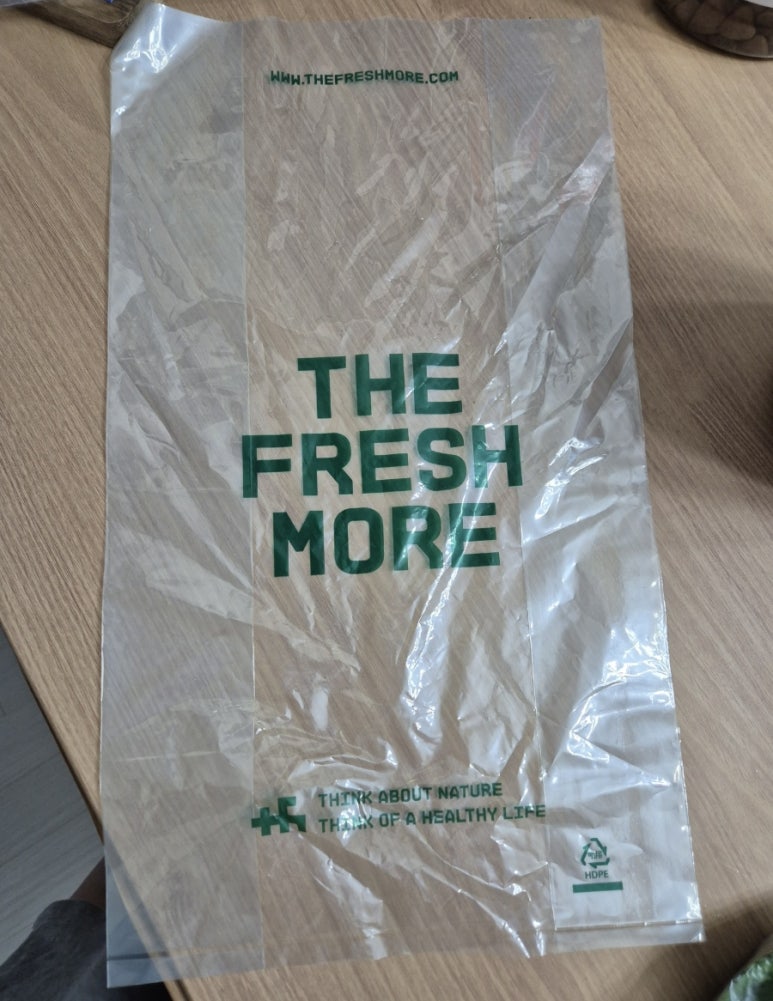 WWW.THEFRESHMORE.COM
THE
FRESH
MORE
THINK ABOUT NATURE
THINK OF A HEALTHY LIFE
HDPE